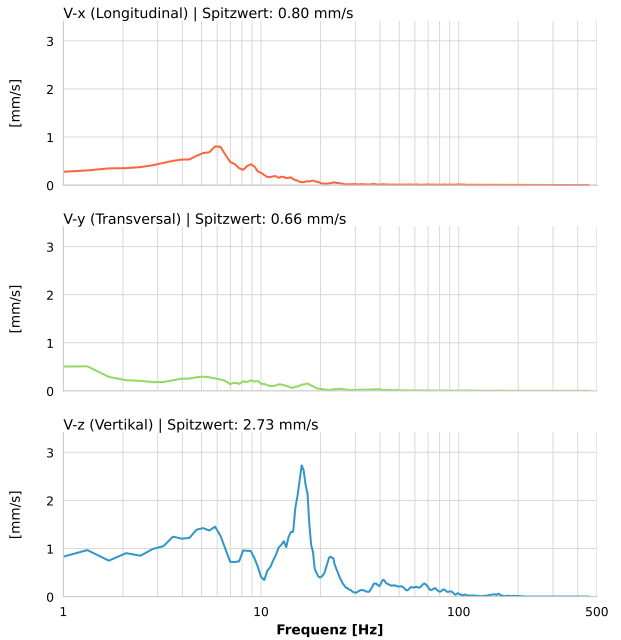 V-x (Longitudinal) | Spitzwert: 0.80 mm/s
3
2
1
0
[mm/s]
V-y (Transversal) | Spitzwert: 0.66 mm/s
3
2
1
0
[mm/s]
V-z (Vertikal) | Spitzwert: 2.73 mm/s
3
2
1
0
[mm/s]
1 10 100 500
Frequenz [Hz]